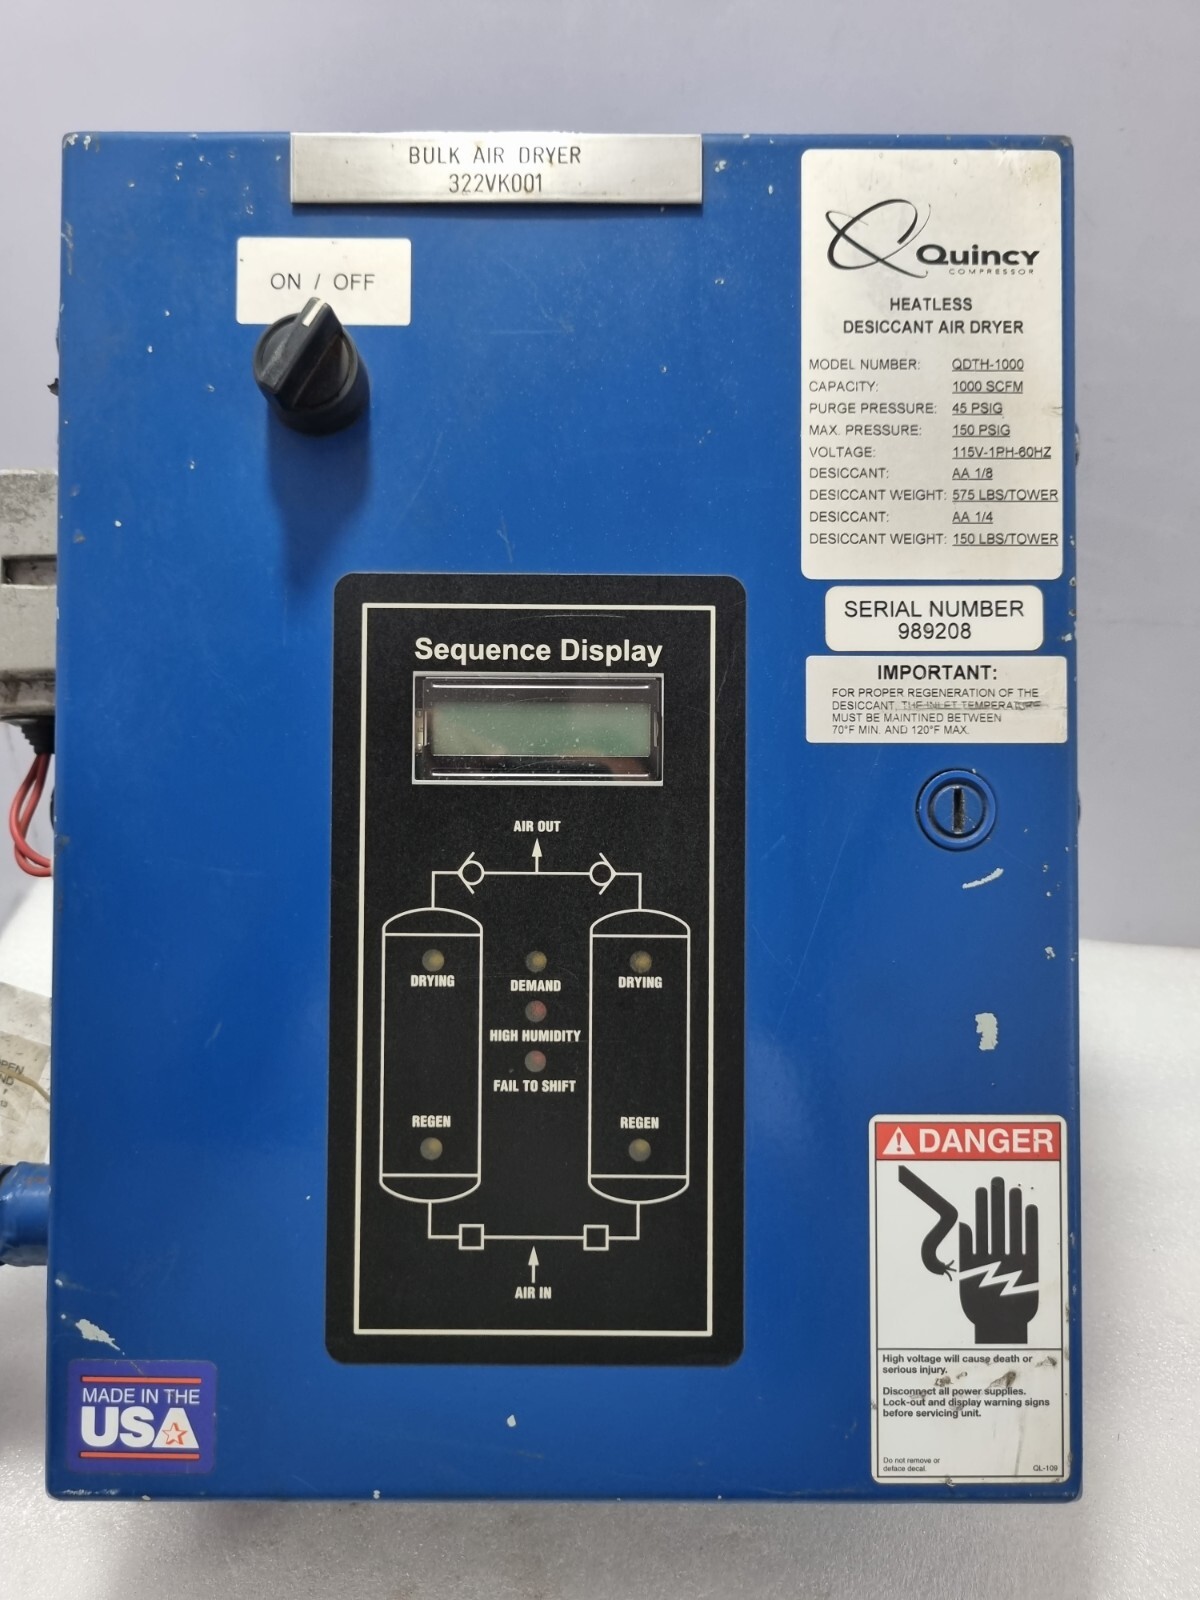 BULK AIR DRYER
322VK001
ON / OFF
Quincy
COMPRESSOR
HEATLESS
DESICCANT AIR DRYER
MODEL NUMBER: QDTH-1000
CAPACITY: 1000 SCFM
PURGE PRESSURE: 45 PSIG
MAX. PRESSURE: 150 PSIG
VOLTAGE: 115V-1PH-60HZ
DESICCANT: AA 1/8
DESICCANT WEIGHT: 575 LBS/TOWER
DESICCANT: AA 1/4
DESICCANT WEIGHT: 150 LBS/TOWER
SERIAL NUMBER
989208
IMPORTANT:
FOR PROPER REGENERATION OF THE
DESICCANT, THE INLET TEMPERATURE
MUST BE MAINTINED BETWEEN
70°F MIN. AND 120°F MAX.
Sequence Display
AIR OUT
DRYING
DEMAND
DRYING
HIGH HUMIDITY
FAIL TO SHIFT
REGEN
REGEN
AIR IN
DANGER
High voltage will cause death or
serious injury.
Disconnect all power supplies.
Lock-out and display warning signs
before servicing unit.
Do not remove or
deface decal.
QL-109
MADE IN THE
USA